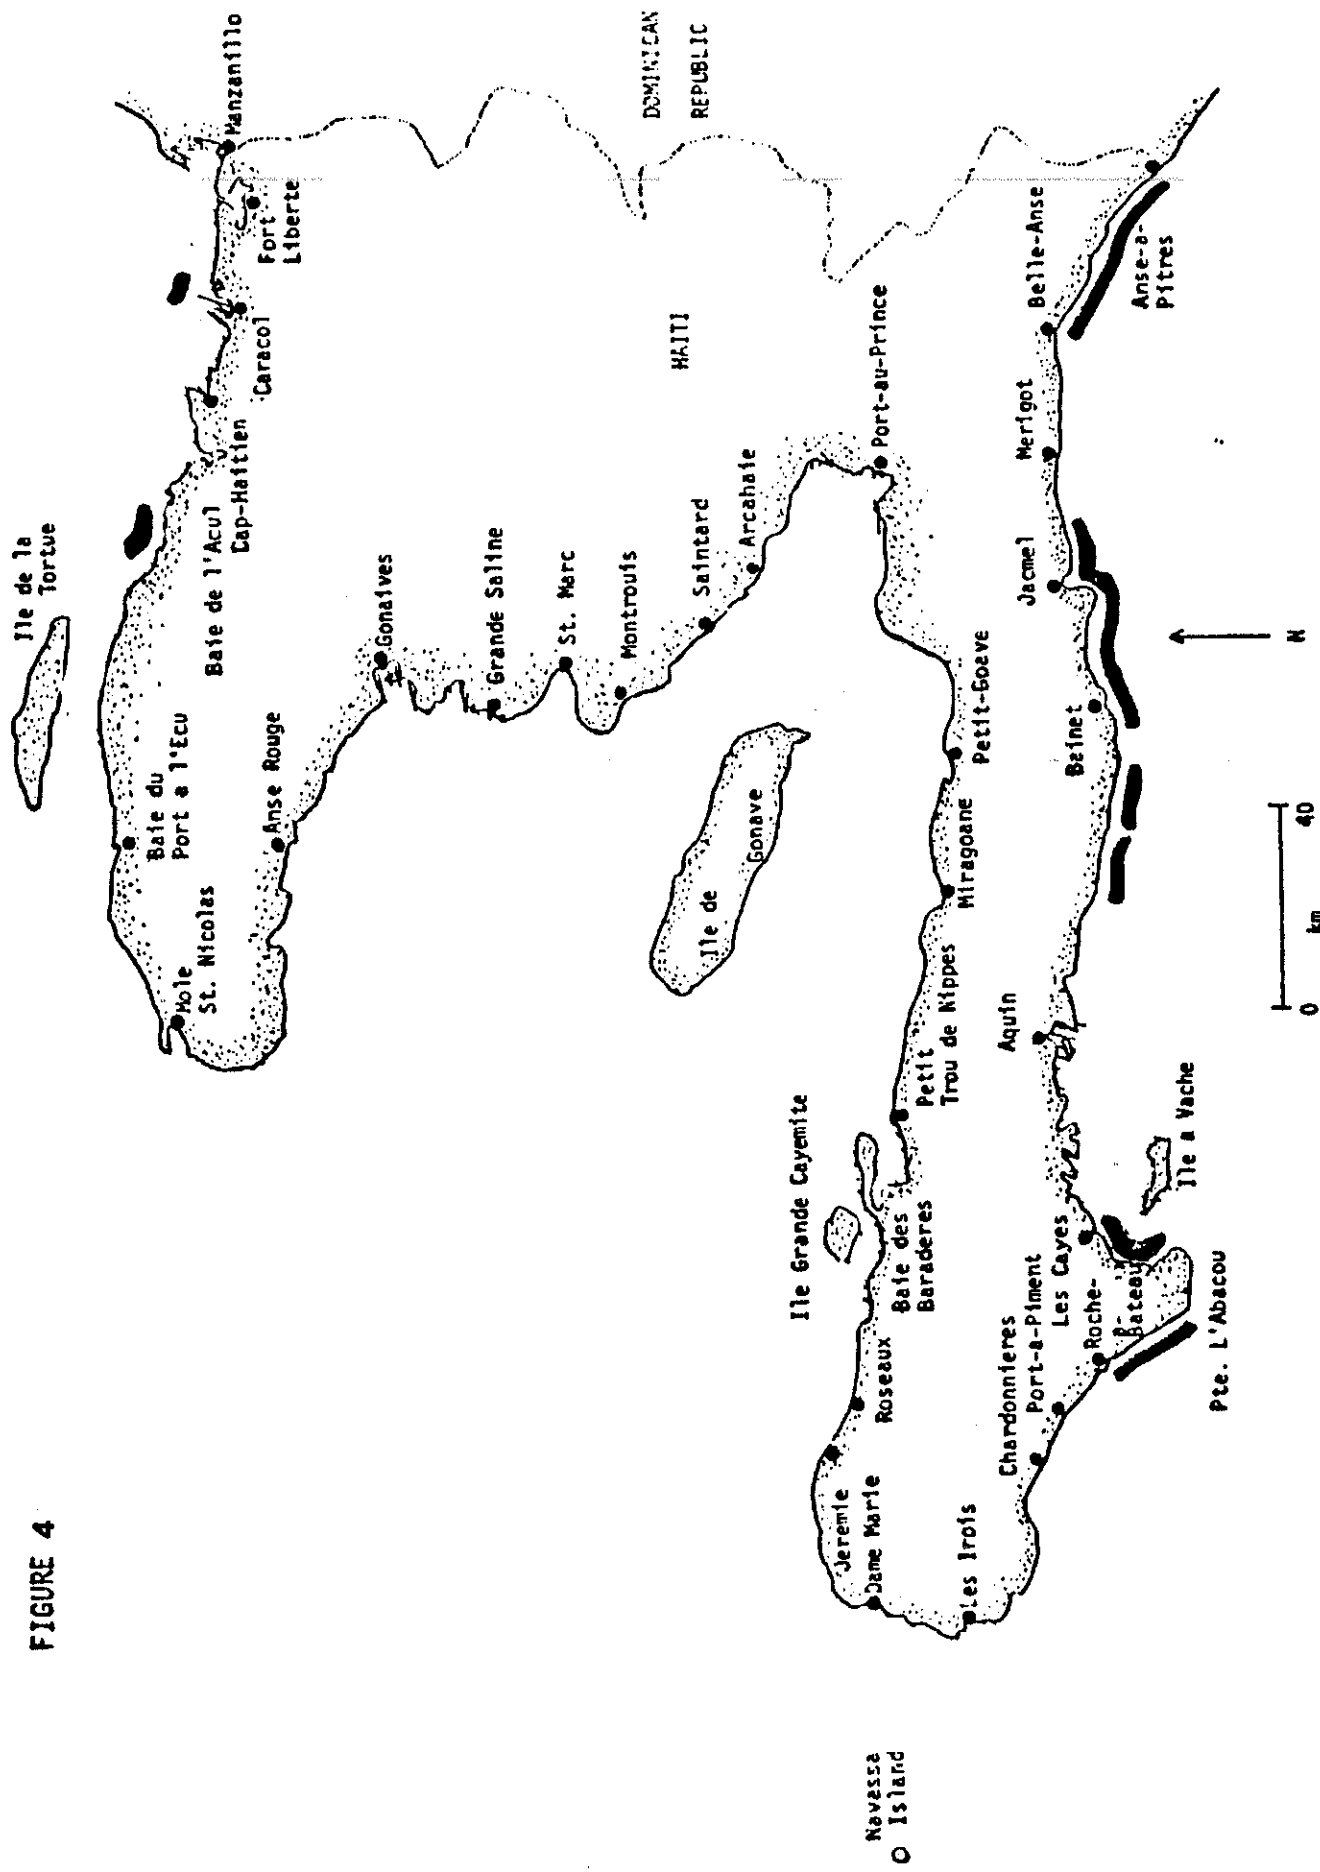 FIGURE 4
Ile de la
Tortue
Manzanillo
Fort
Liberte
Caracol
Cap-Haitien
Baie de l'Acul
Baie du
Port a l'Ecu
Mole
St. Nicolas
Anse Rouge
Gonaives
Grande Saline
St. Marc
Montrouis
Saintard
Arcahaie
HAITI
DOMINICAN
REPUBLIC
Port-au-Prince
Ile de
Gonave
Petit-Goave
Miragoane
Petit
Trou de Nippes
Ile Grande Cayemite
Baie des
Baraderes
Roseaux
Jeremie
Dame Marie
Les Irois
Navassa
Island
Chardonnieres
Port-a-Piment
Les Cayes
Roche-
a-
Bateau
Pte. L'Abacou
Ile a Vache
Aquin
Bainet
Jacmel
Merigot
Belle-Anse
Anse-a-
Pitres
N
0
40
km